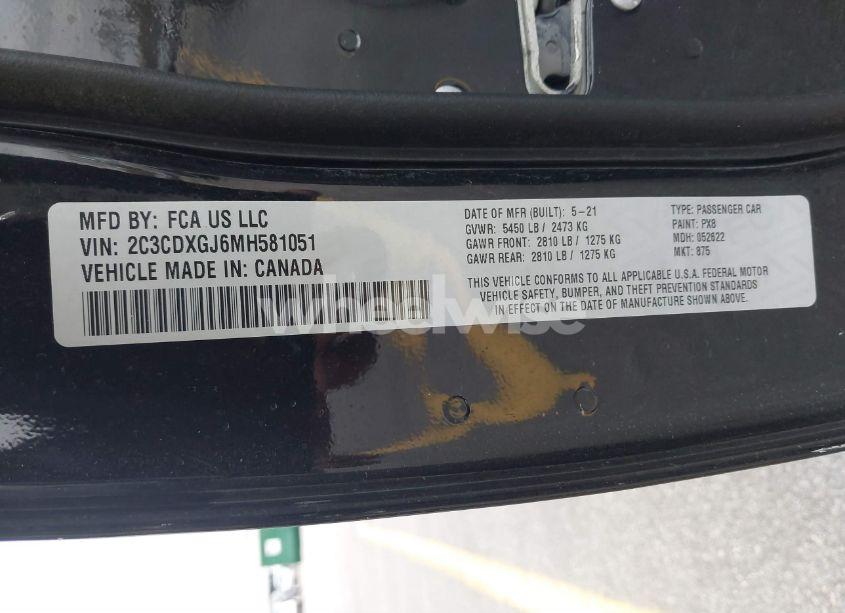 MFD BY: FCA US LLC
VIN: 2C3CDXGJ6MH581051
VEHICLE MADE IN: CANADA
DATE OF MFR (BUILT): 5-21
GVWR: 5450 LB / 2473 KG
GAWR FRONT: 2810 LB / 1275 KG
GAWR REAR: 2810 LB / 1275 KG
TYPE: PASSENGER CAR
PAINT: PX8
MDH: 052622
MKT: 875
THIS VEHICLE CONFORMS TO ALL APPLICABLE U.S.A. FEDERAL MOTOR
VEHICLE SAFETY, BUMPER, AND THEFT PREVENTION STANDARDS
IN EFFECT ON THE DATE OF MANUFACTURE SHOWN ABOVE.
wheelwise